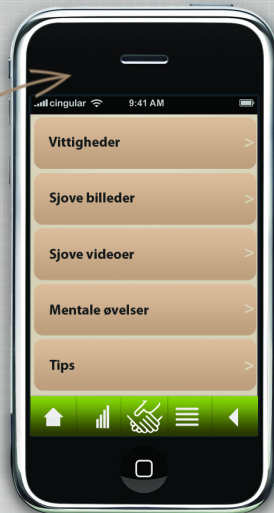 cingular 9:41 AM
Vittigheder >
Sjove billeder >
Sjove videoer >
Mentale øvelser >
Tips >